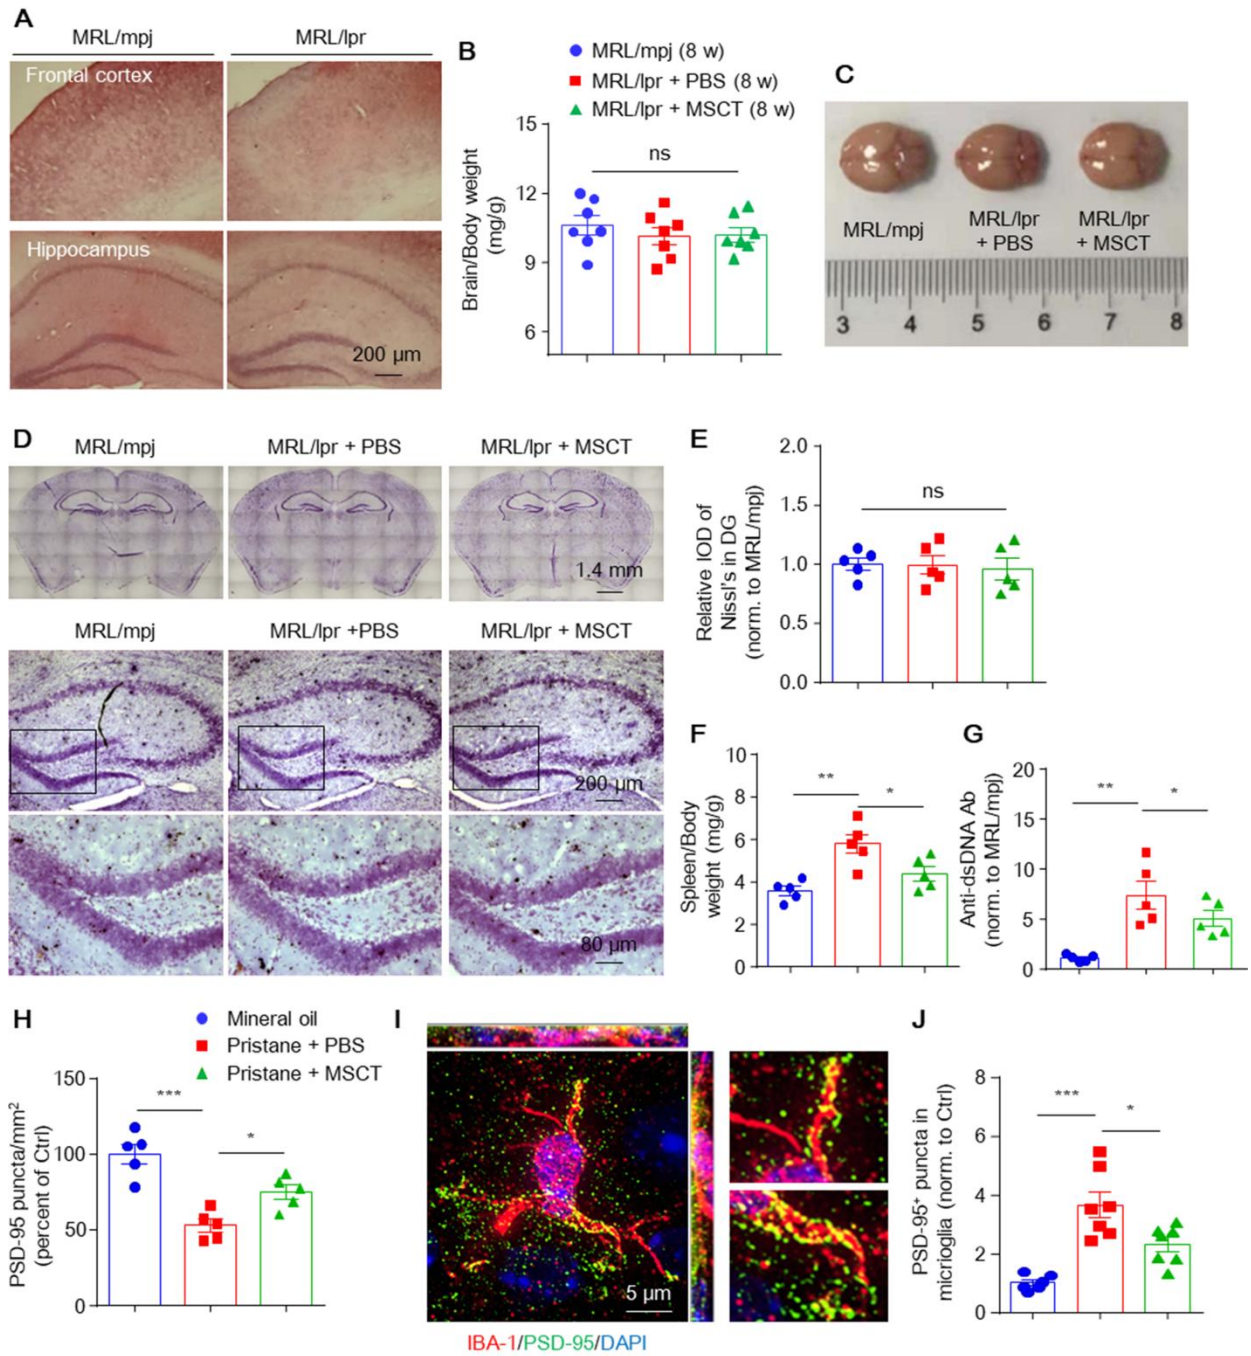 A
MRL/mpj
MRL/lpr
Frontal cortex
Hippocampus
200 µm
B
MRL/mpj (8 w)
MRL/lpr + PBS (8 w)
MRL/lpr + MSCT (8 w)
Brain/Body weight
(mg/g)
15
12
9
6
ns
C
MRL/mpj
MRL/lpr
+ PBS
MRL/lpr
+ MSCT
3 4 5 6 7 8
D
MRL/mpj
MRL/lpr + PBS
MRL/lpr + MSCT
1.4 mm
MRL/mpj
MRL/lpr +PBS
MRL/lpr + MSCT
200 µm
80 µm
E
Relative IOD of
Nissl's in DG
(norm. to MRL/mpj)
2.0
1.5
1.0
0.5
0.0
ns
F
Spleen/Body
weight (mg/g)
10
8
6
4
2
0
**
*
G
Anti-dsDNA Ab
(norm. to MRL/mpj)
20
15
10
5
0
**
*
H
Mineral oil
Pristane + PBS
Pristane + MSCT
PSD-95 puncta/mm²
(percent of Ctrl)
150
100
50
0
***
*
I
5 µm
IBA-1/PSD-95/DAPI
J
PSD-95⁺ puncta in
micrioglia (norm. to Ctrl)
8
6
4
2
0
***
*